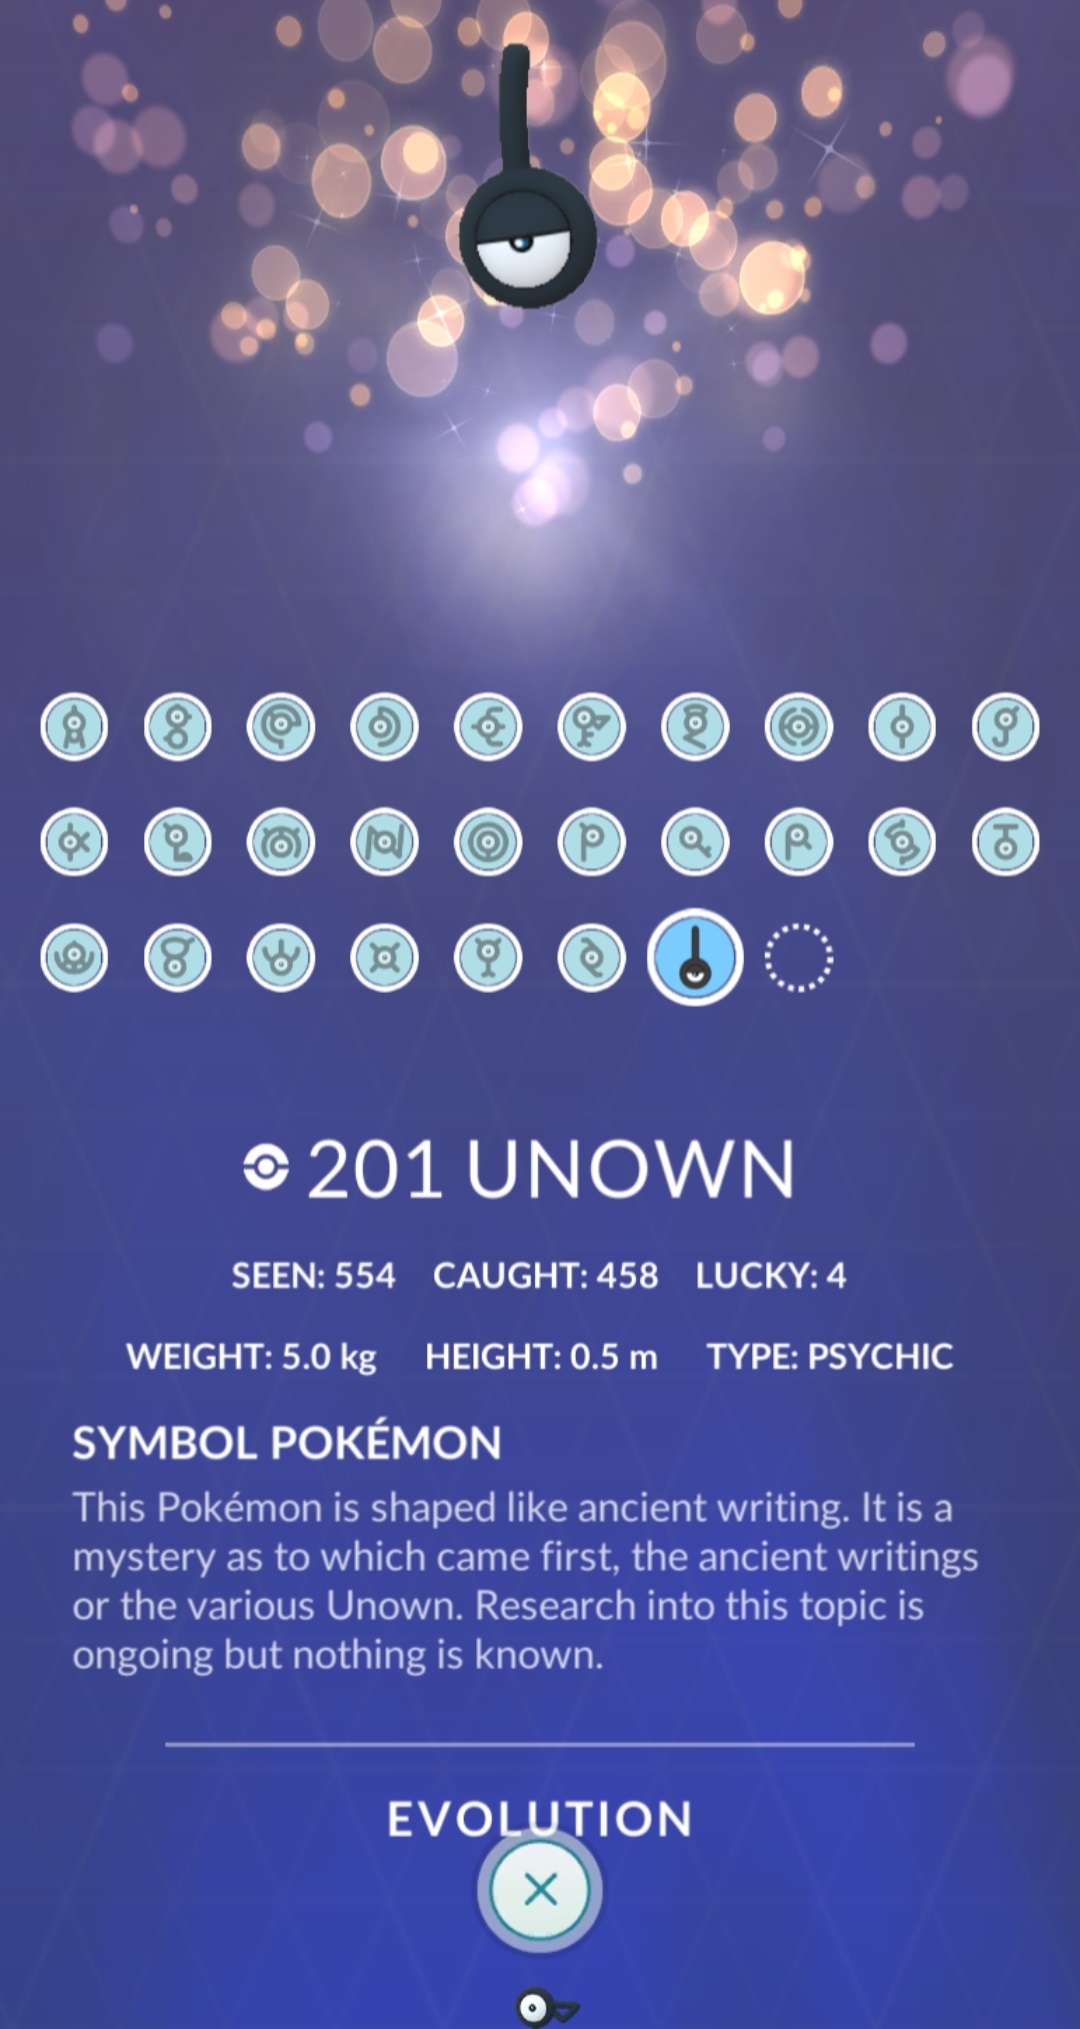 201 UNOWN
SEEN: 554 CAUGHT: 458 LUCKY: 4
WEIGHT: 5.0 kg HEIGHT: 0.5 m TYPE: PSYCHIC
SYMBOL POKÉMON
This Pokémon is shaped like ancient writing. It is a
mystery as to which came first, the ancient writings
or the various Unown. Research into this topic is
ongoing but nothing is known.
EVOLUTION